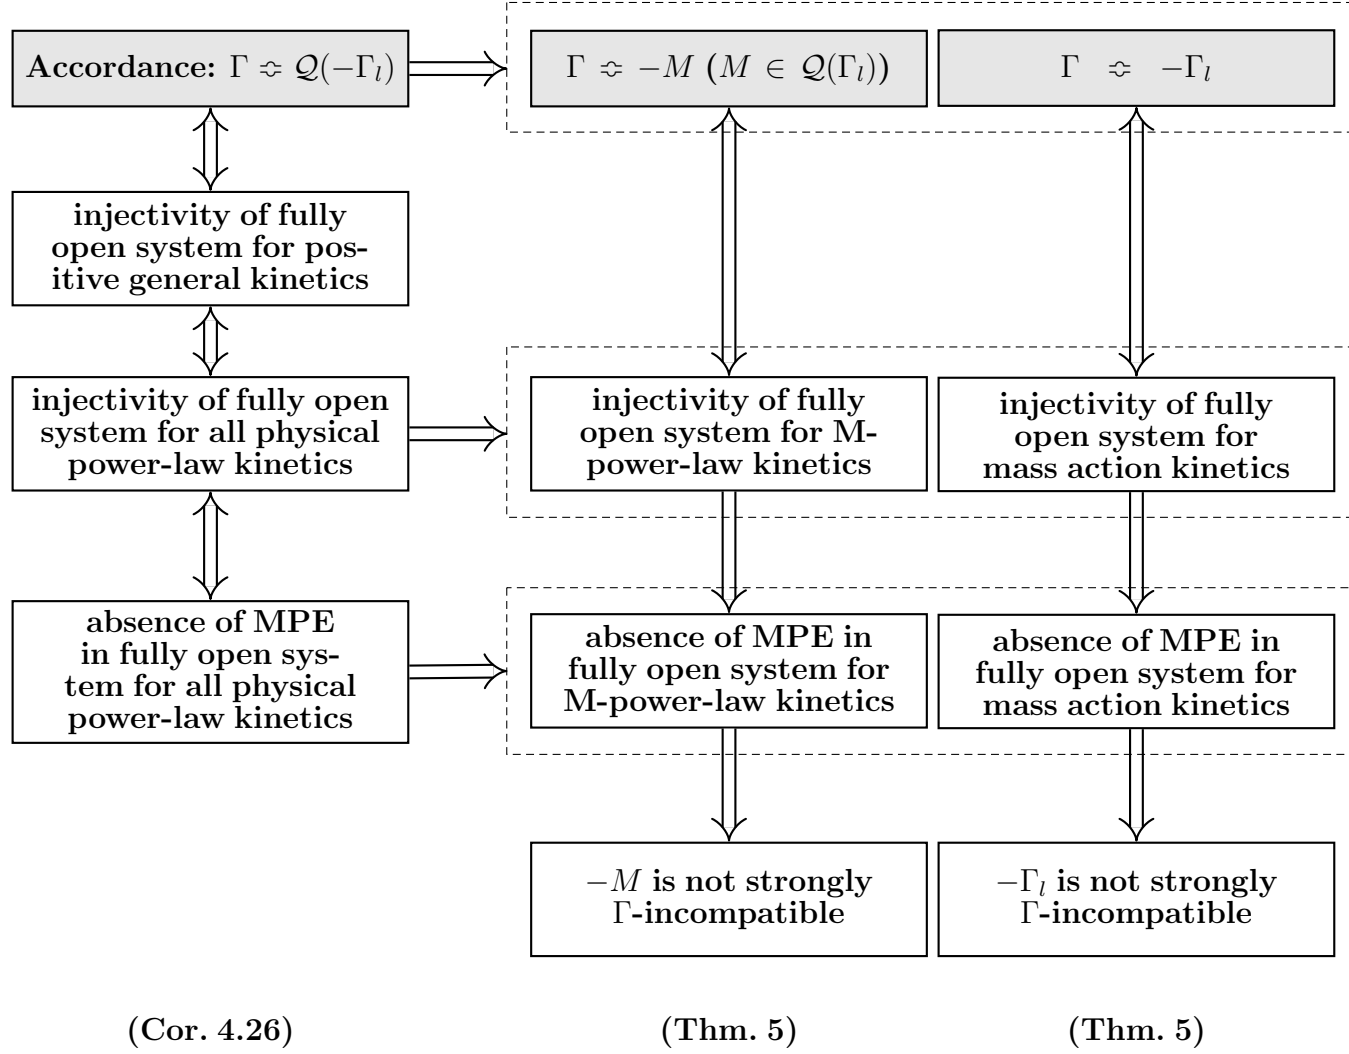 Accordance: Γ ≎ 𝒬(−Γ_l)
Γ ≎ −M (M ∈ 𝒬(Γ_l))
Γ ≎ −Γ_l
injectivity of fully
open system for pos-
itive general kinetics
injectivity of fully open
system for all physical
power-law kinetics
injectivity of fully
open system for M-
power-law kinetics
injectivity of fully
open system for
mass action kinetics
absence of MPE
in fully open sys-
tem for all physical
power-law kinetics
absence of MPE in
fully open system for
M-power-law kinetics
absence of MPE in
fully open system for
mass action kinetics
−M is not strongly
Γ-incompatible
−Γ_l is not strongly
Γ-incompatible
(Cor. 4.26)
(Thm. 5)
(Thm. 5)